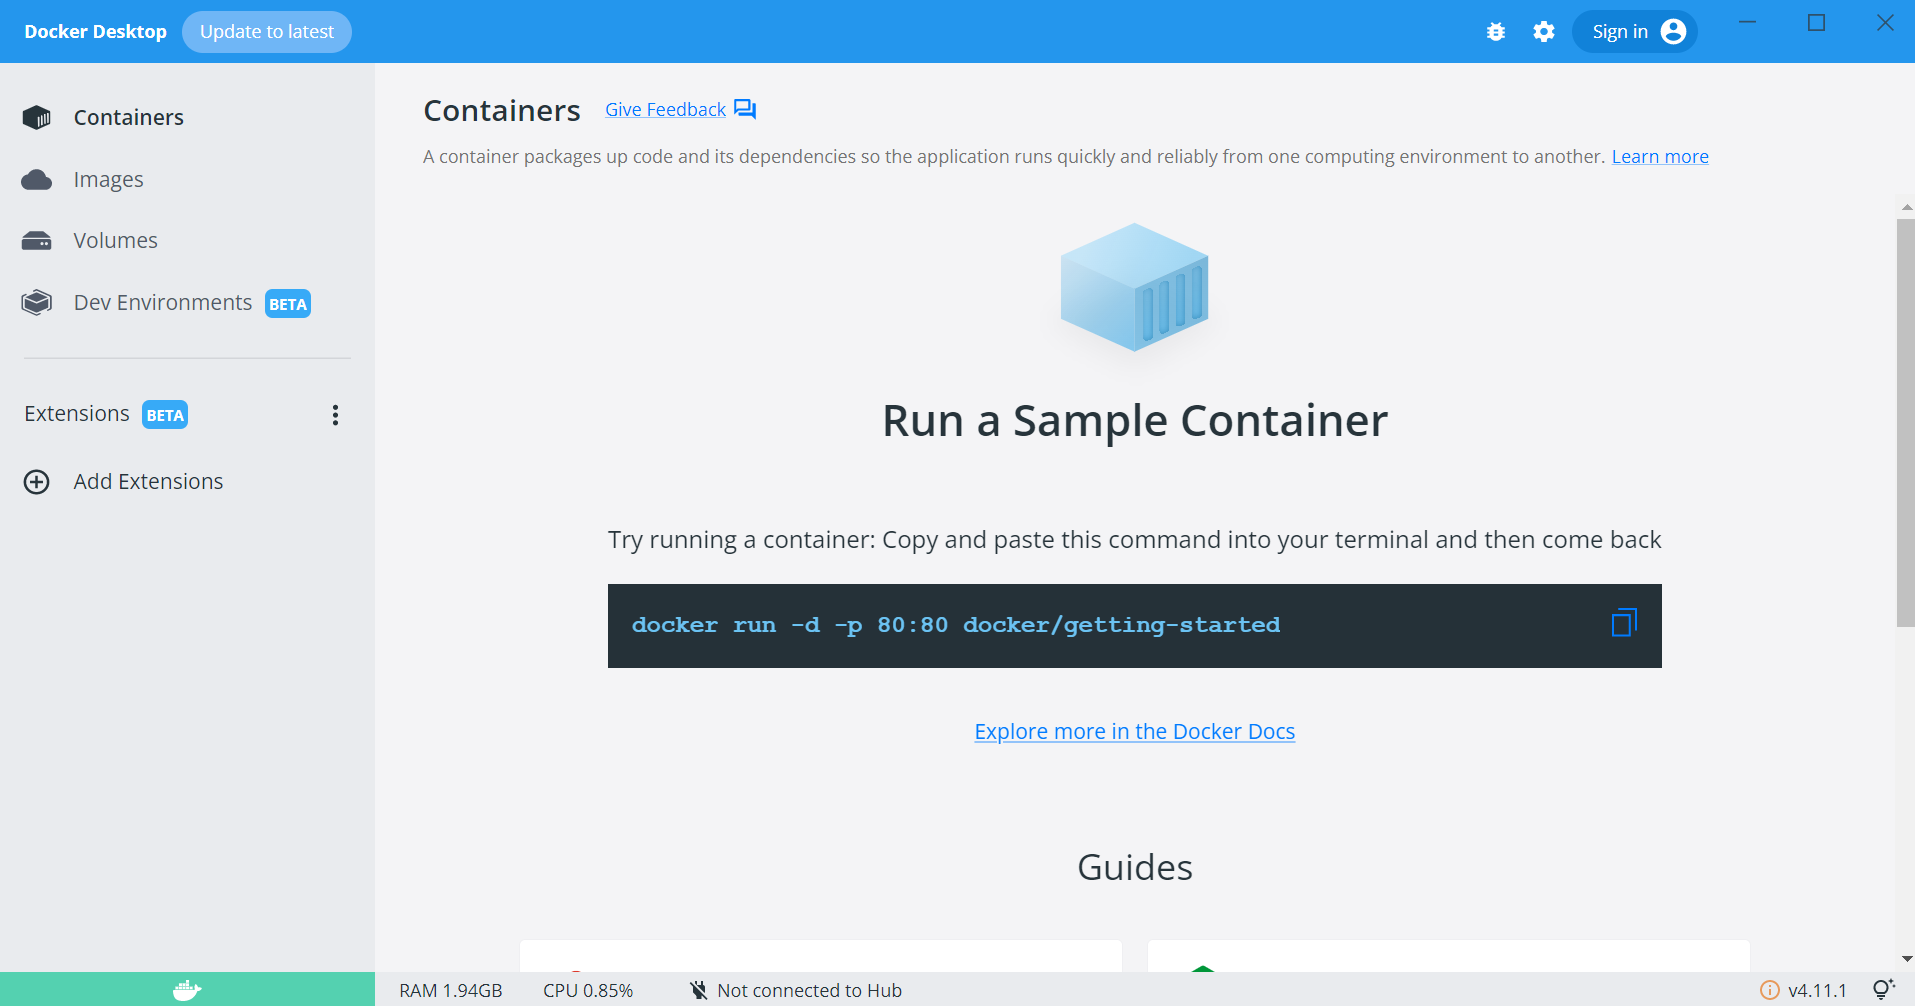 Docker Desktop Update to latest Sign in
Containers
Images
Volumes
Dev Environments BETA
Extensions BETA
Add Extensions
Containers Give Feedback
A container packages up code and its dependencies so the application runs quickly and reliably from one computing environment to another. Learn more
Run a Sample Container
Try running a container: Copy and paste this command into your terminal and then come back
docker run -d -p 80:80 docker/getting-started
Explore more in the Docker Docs
Guides
RAM 1.94GB CPU 0.85% Not connected to Hub v4.11.1